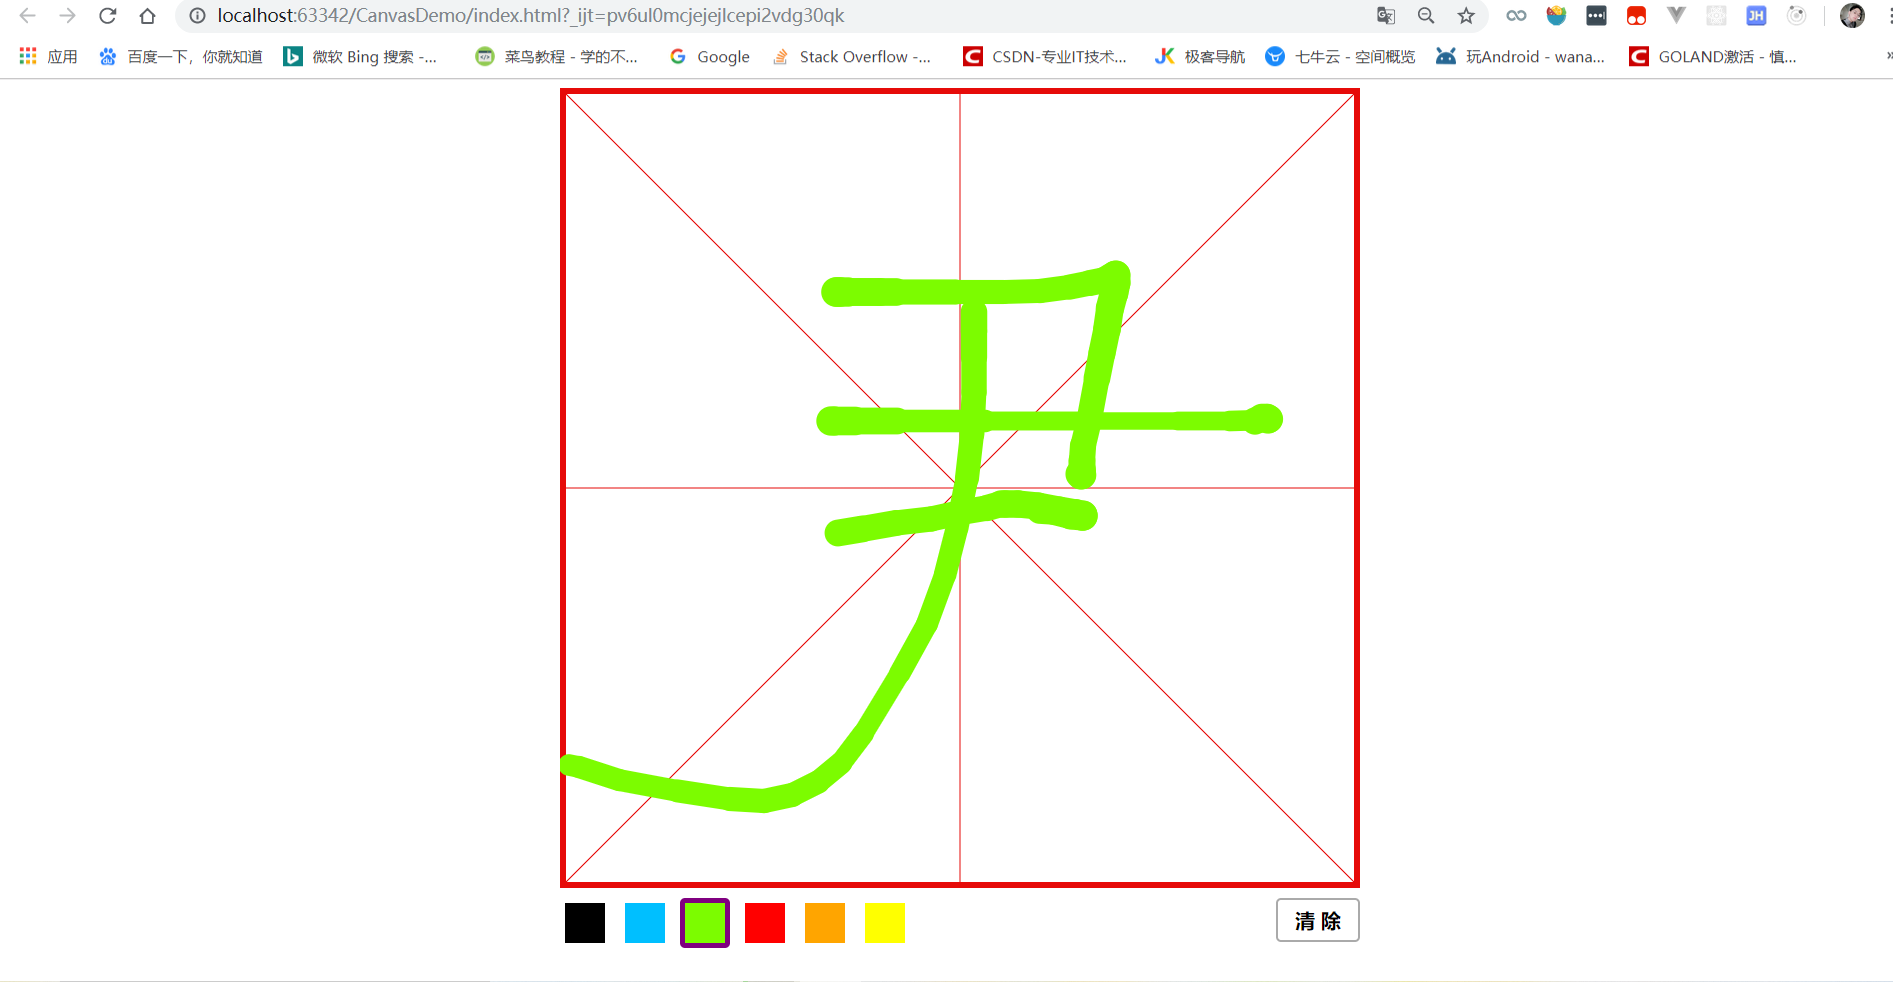 localhost:63342/CanvasDemo/index.html?_ijt=pv6ul0mcjejejlcepi2vdg30qk
应用 百度一下，你就知道 微软 Bing 搜索 -... 菜鸟教程 - 学的不... Google Stack Overflow -... CSDN-专业IT技术... 极客导航 七牛云 - 空间概览 玩Android - wana... GOLAND激活 - 慎...
尹
清 除